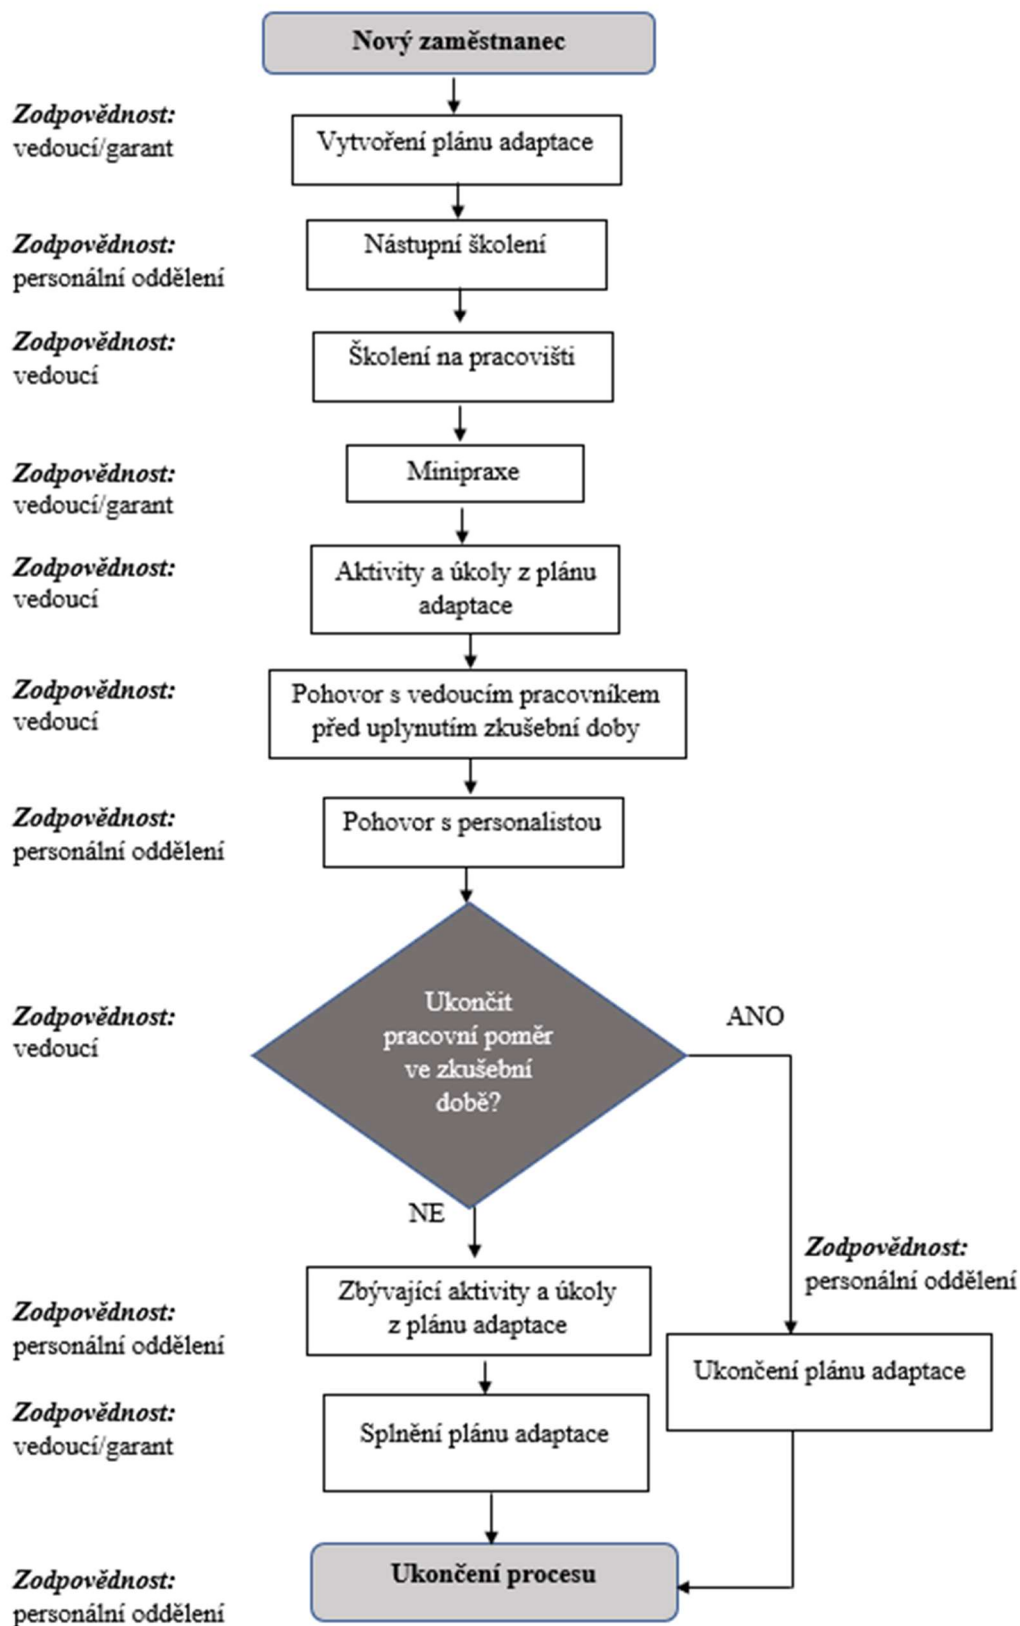 Nový zaměstnanec
Zodpovědnost:
vedoucí/garant
Vytvoření plánu adaptace
Zodpovědnost:
personální oddělení
Nástupní školení
Zodpovědnost:
vedoucí
Školení na pracovišti
Zodpovědnost:
vedoucí/garant
Minipraxe
Zodpovědnost:
vedoucí
Aktivity a úkoly z plánu
adaptace
Zodpovědnost:
vedoucí
Pohovor s vedoucím pracovníkem
před uplynutím zkušební doby
Zodpovědnost:
personální oddělení
Pohovor s personalistou
Zodpovědnost:
vedoucí
Ukončit
pracovní poměr
ve zkušební
době?
ANO
NE
Zodpovědnost:
personální oddělení
Zbývající aktivity a úkoly
z plánu adaptace
Zodpovědnost:
personální oddělení
Ukončení plánu adaptace
Zodpovědnost:
vedoucí/garant
Splnění plánu adaptace
Zodpovědnost:
personální oddělení
Ukončení procesu